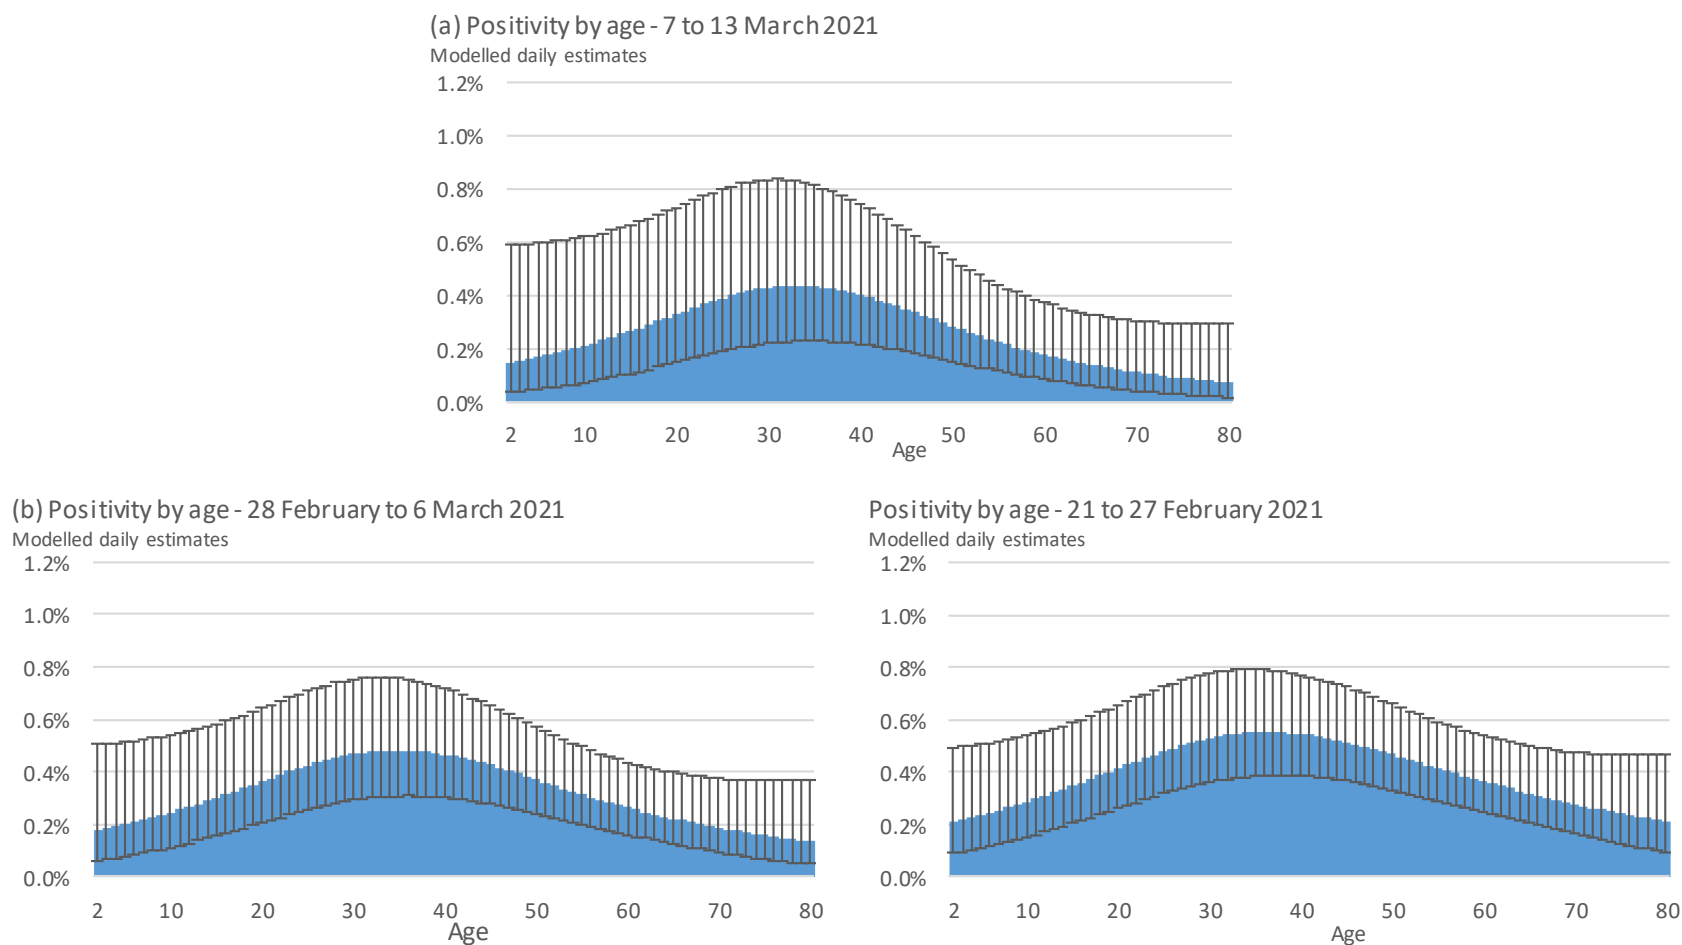 (a) Positivity by age - 7 to 13 March 2021
Modelled daily estimates
1.2%
1.0%
0.8%
0.6%
0.4%
0.2%
0.0%
2 10 20 30 40 50 60 70 80
Age
(b) Positivity by age - 28 February to 6 March 2021
Modelled daily estimates
1.2%
1.0%
0.8%
0.6%
0.4%
0.2%
0.0%
2 10 20 30 40 50 60 70 80
Age
Positivity by age - 21 to 27 February 2021
Modelled daily estimates
1.2%
1.0%
0.8%
0.6%
0.4%
0.2%
0.0%
2 10 20 30 40 50 60 70 80
Age